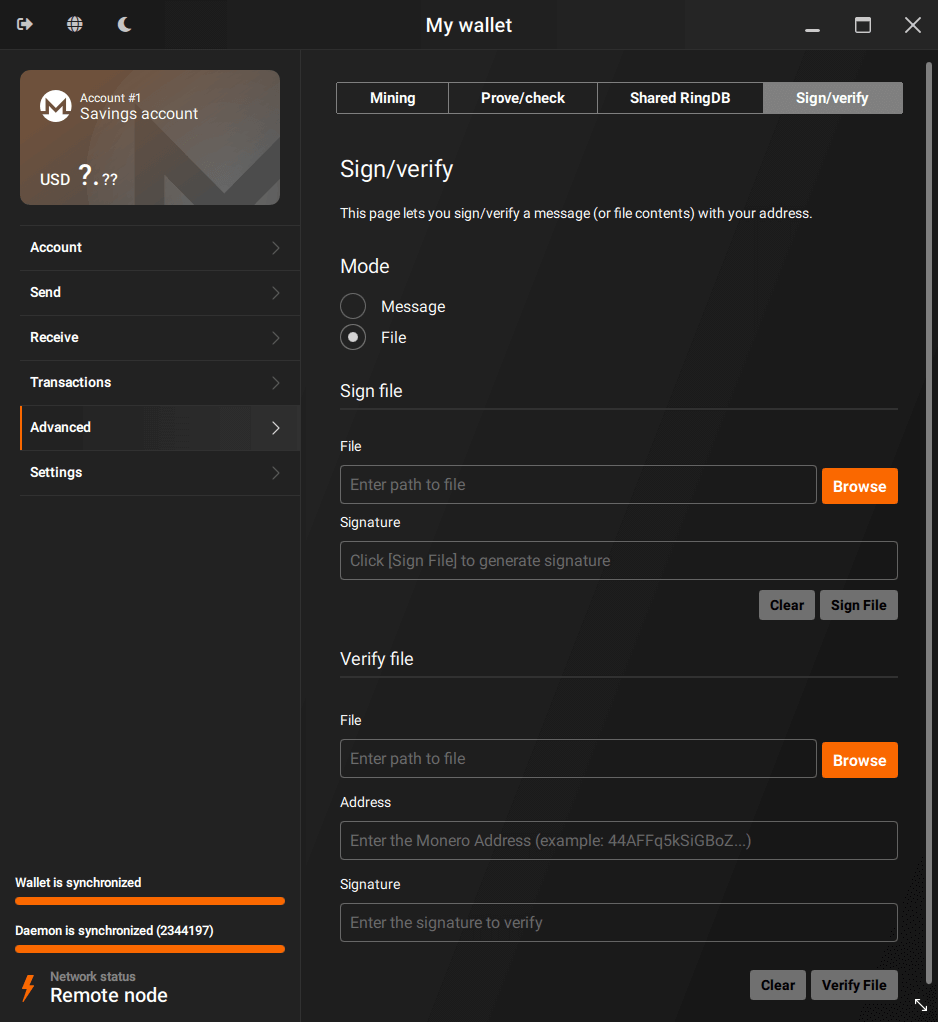 My wallet
Account #1
Savings account
USD ?.??
Account
Send
Receive
Transactions
Advanced
Settings
Wallet is synchronized
Daemon is synchronized (2344197)
Network status
Remote node
Mining Prove/check Shared RingDB Sign/verify
Sign/verify
This page lets you sign/verify a message (or file contents) with your address.
Mode
Message
File
Sign file
File
Enter path to file Browse
Signature
Click [Sign File] to generate signature
Clear Sign File
Verify file
File
Enter path to file Browse
Address
Enter the Monero Address (example: 44AFFq5kSiGBoZ...)
Signature
Enter the signature to verify
Clear Verify File